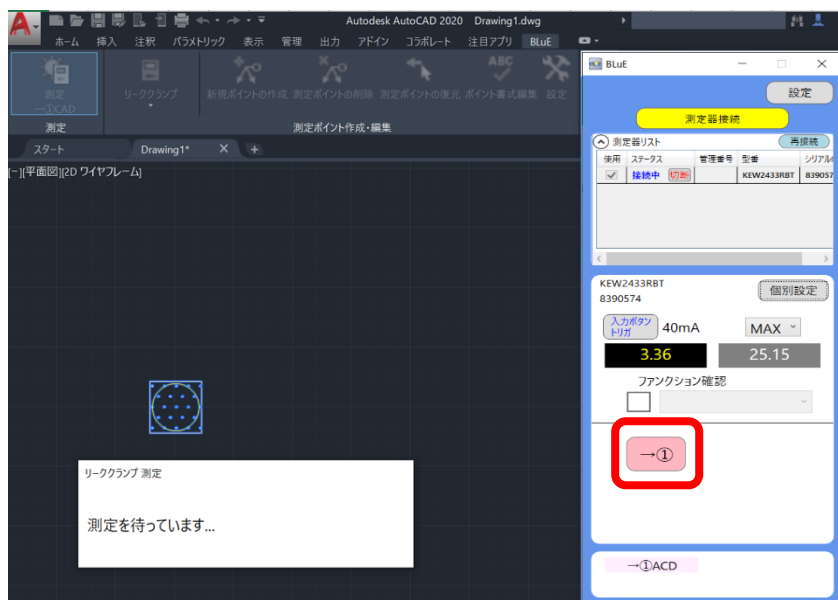 Autodesk AutoCAD 2020 Drawing1.dwg
ホーム 挿入 注釈 パラメトリック 表示 管理 出力 アドイン コラボレート 注目アプリ BLuE
測定
→①CAD
リーククランプ
新規ポイントの作成 測定ポイントの削除 測定ポイントの復元 ポイント書式編集 設定
ABC
測定
測定ポイント作成・編集
スタート Drawing1* X +
[−][平面図][2D ワイヤフレーム]
リーククランプ 測定
測定を待っています...
BLuE
設定
測定器接続
測定器リスト 再接続
使用 ステータス 管理番号 型番 シリアル
接続中 切断 KEW2433RBT 839057
KEW2433RBT
8390574
個別設定
入力ボタン
トリガ
40mA MAX
3.36 25.15
ファンクション確認
→①
→①ACD